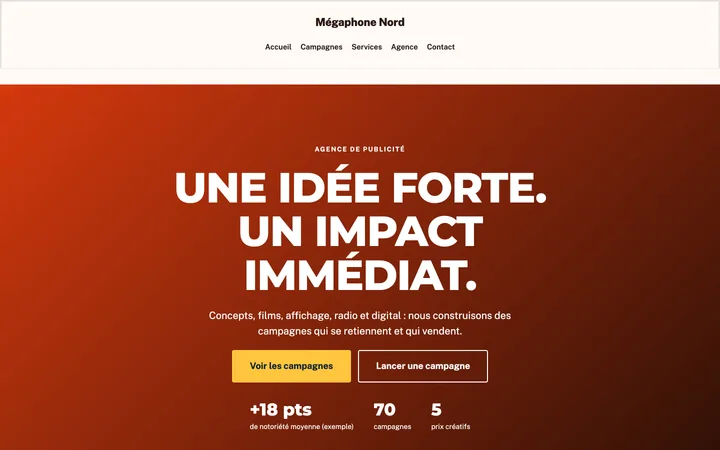 Mégaphone Nord
Accueil Campagnes Services Agence Contact
AGENCE DE PUBLICITÉ
UNE IDÉE FORTE.
UN IMPACT
IMMÉDIAT.
Concepts, films, affichage, radio et digital : nous construisons des
campagnes qui se retiennent et qui vendent.
Voir les campagnes Lancer une campagne
+18 pts 70 5
de notoriété moyenne (exemple) campagnes prix créatifs